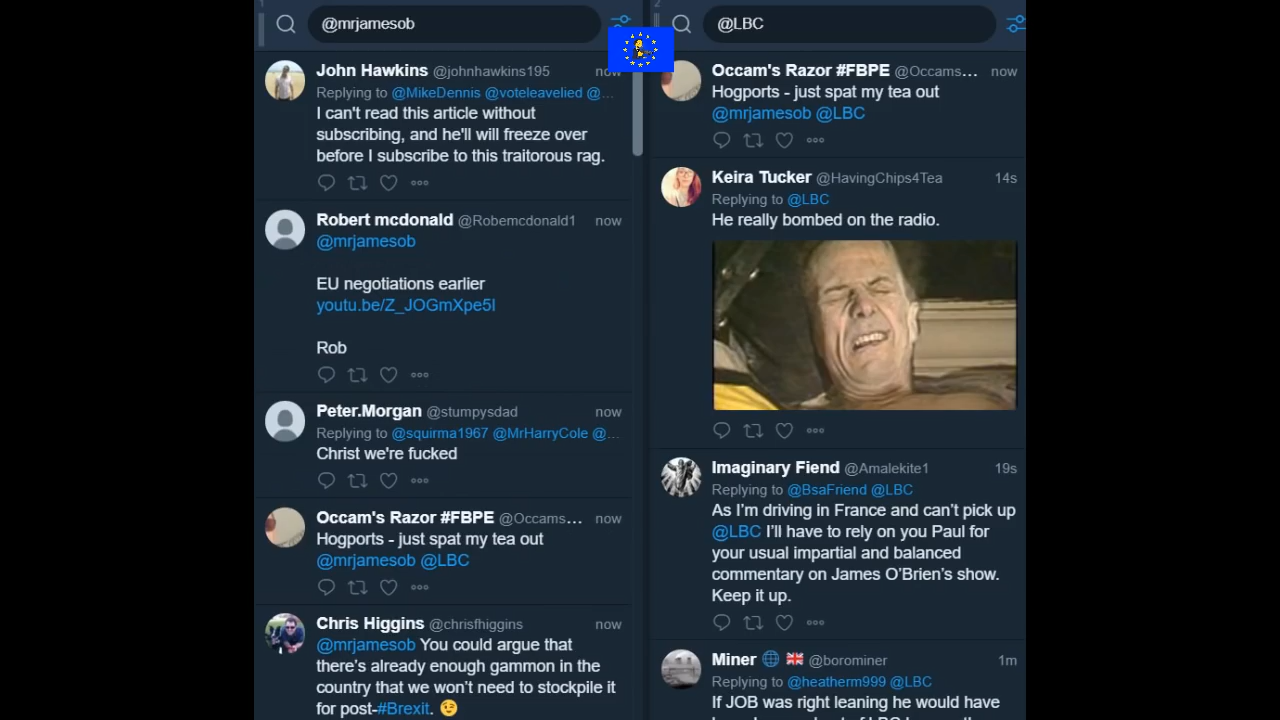 1
@mrjamesob
John Hawkins @johnhawkins195 now
Replying to @MikeDennis @voteleavelied @...
I can't read this article without
subscribing, and he'll will freeze over
before I subscribe to this traitorous rag.
Robert mcdonald @Robemcdonald1 now
@mrjamesob
EU negotiations earlier
youtu.be/Z_JOGmXpe5I
Rob
Peter.Morgan @stumpysdad now
Replying to @squirma1967 @MrHarryCole @...
Christ we're fucked
Occam's Razor #FBPE @Occams... now
Hogports - just spat my tea out
@mrjamesob @LBC
Chris Higgins @chrisfhiggins now
@mrjamesob You could argue that
there's already enough gammon in the
country that we won't need to stockpile it
for post-#Brexit. 😉
2
@LBC
Occam's Razor #FBPE @Occams... now
Hogports - just spat my tea out
@mrjamesob @LBC
Keira Tucker @HavingChips4Tea 14s
Replying to @LBC
He really bombed on the radio.
Imaginary Fiend @Amalekite1 19s
Replying to @BsaFriend @LBC
As I'm driving in France and can't pick up
@LBC I'll have to rely on you Paul for
your usual impartial and balanced
commentary on James O'Brien's show.
Keep it up.
Miner 🌐 🇬🇧 @borominer 1m
Replying to @heatherm999 @LBC
If JOB was right leaning he would have